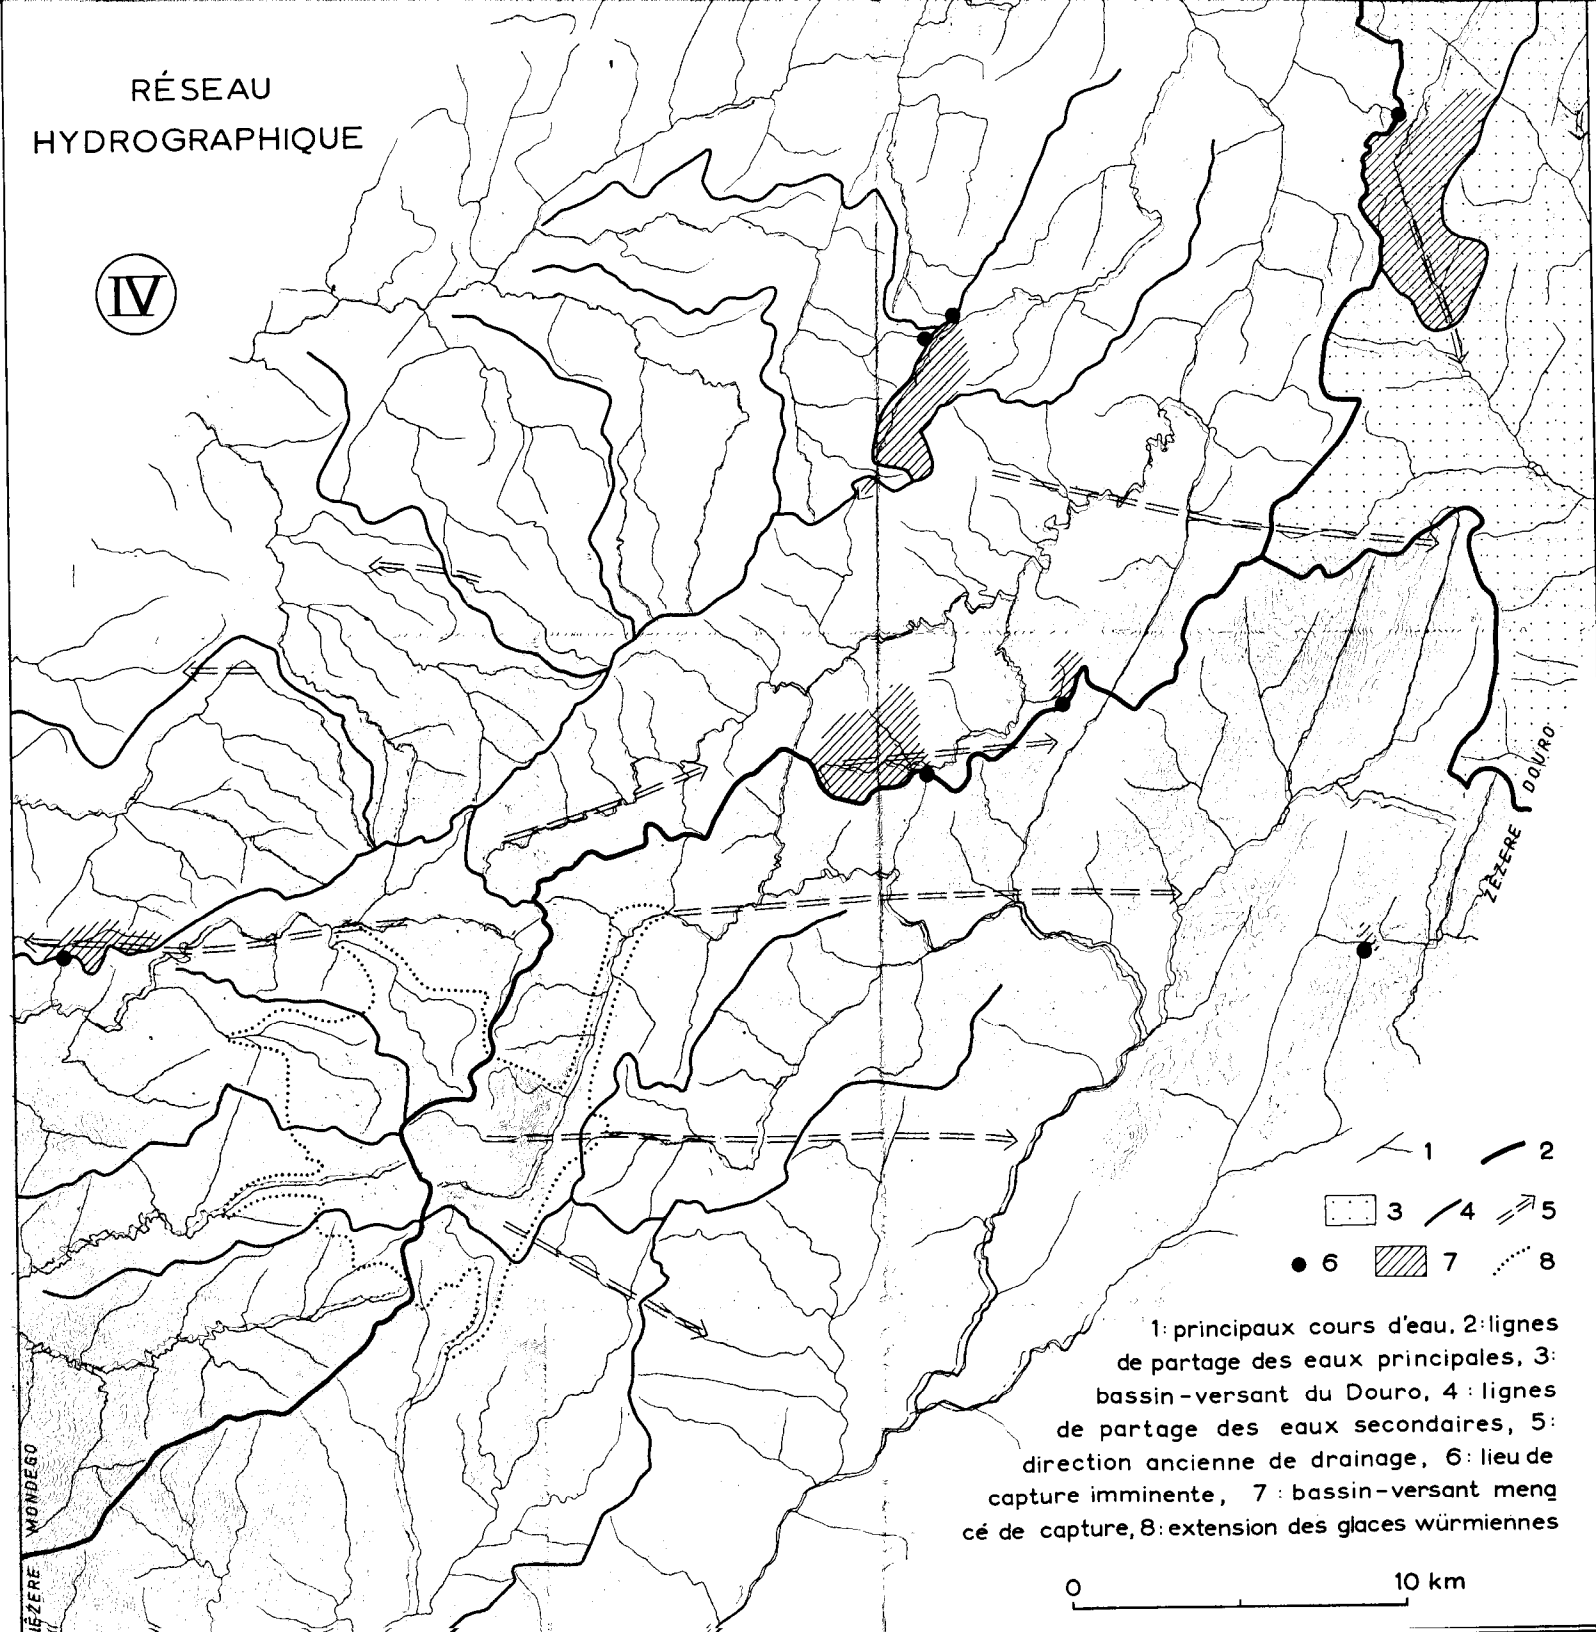 RÉSEAU
HYDROGRAPHIQUE
IV
DOURO
ZÊZERE
1 2
3 4 5
6 7 8
1: principaux cours d'eau, 2: lignes
de partage des eaux principales, 3:
bassin-versant du Douro, 4: lignes
de partage des eaux secondaires, 5:
direction ancienne de drainage, 6: lieu de
capture imminente, 7: bassin-versant mena
cé de capture, 8: extension des glaces würmiennes
0 10 km
MONDEGO
ZÊZERE